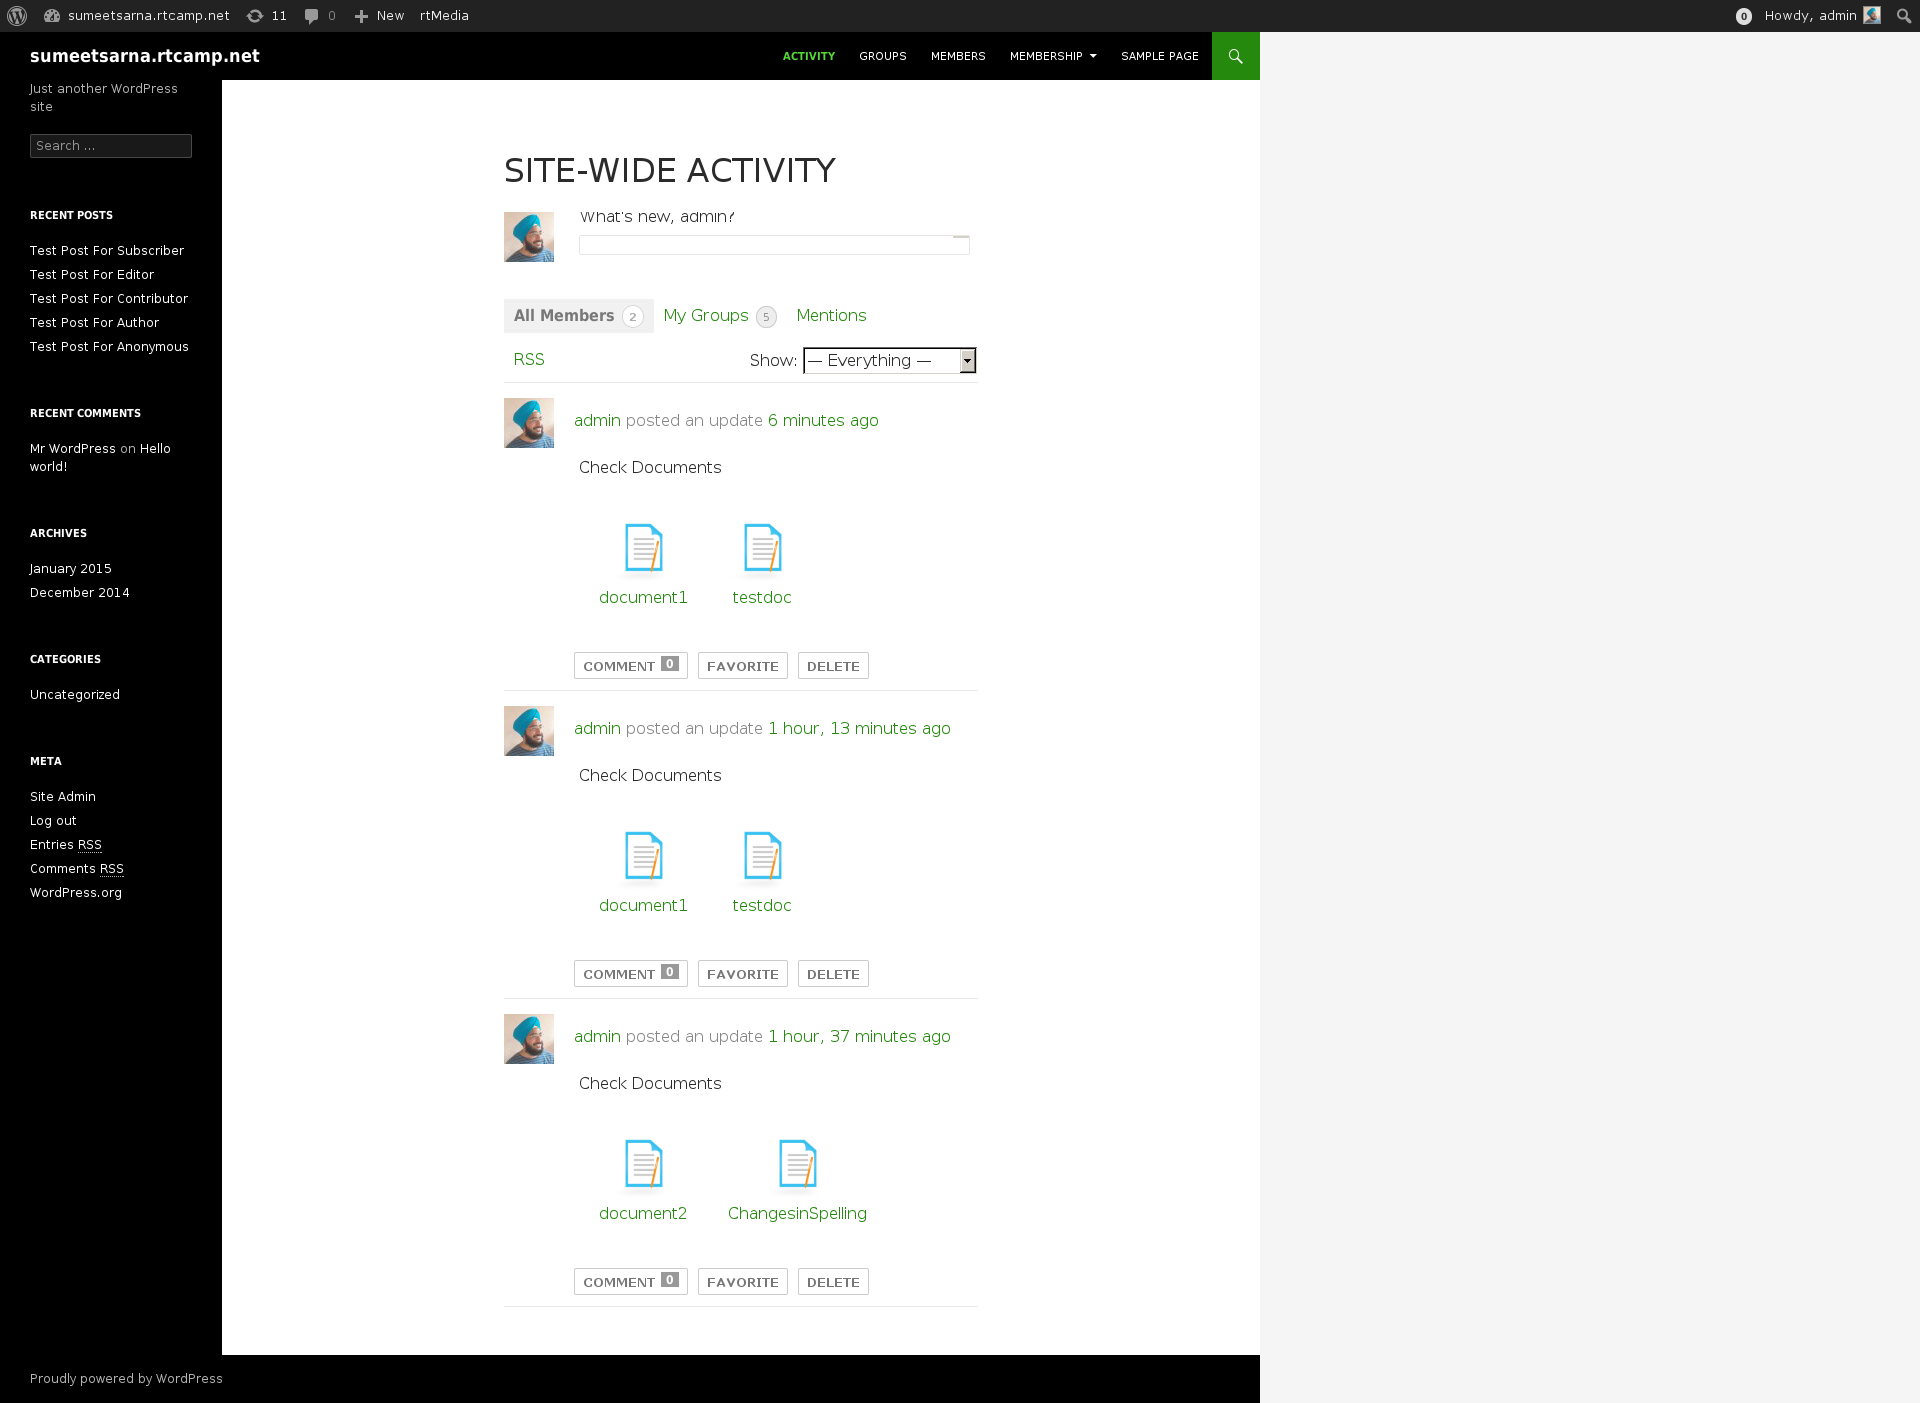 sumeetsarna.rtcamp.net 11 0 New rtMedia 0 Howdy, admin
sumeetsarna.rtcamp.net ACTIVITY GROUPS MEMBERS MEMBERSHIP SAMPLE PAGE
Just another WordPress
site
Search ...
RECENT POSTS
Test Post For Subscriber
Test Post For Editor
Test Post For Contributor
Test Post For Author
Test Post For Anonymous
RECENT COMMENTS
Mr WordPress on Hello
world!
ARCHIVES
January 2015
December 2014
CATEGORIES
Uncategorized
META
Site Admin
Log out
Entries RSS
Comments RSS
WordPress.org
SITE-WIDE ACTIVITY
What's new, admin?
All Members 2 My Groups 5 Mentions
RSS Show: — Everything —
admin posted an update 6 minutes ago
Check Documents
document1 testdoc
COMMENT 0 FAVORITE DELETE
admin posted an update 1 hour, 13 minutes ago
Check Documents
document1 testdoc
COMMENT 0 FAVORITE DELETE
admin posted an update 1 hour, 37 minutes ago
Check Documents
document2 ChangesinSpelling
COMMENT 0 FAVORITE DELETE
Proudly powered by WordPress